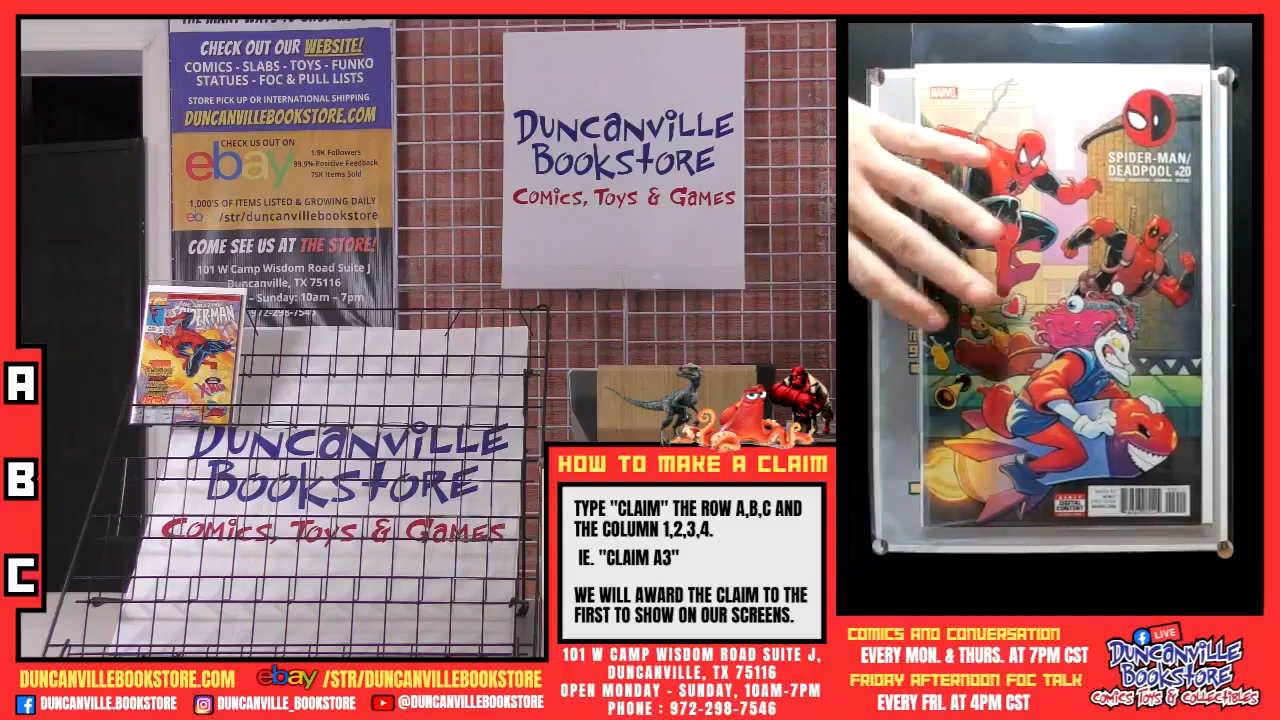 CHECK OUT OUR WEBSITE!
COMICS - SLABS - TOYS - FUNKO
STATUES - FOC & PULL LISTS
STORE PICK UP OR INTERNATIONAL SHIPPING
DUNCANVILLEBOOKSTORE.COM
CHECK US OUT ON
ebay
1.9K Followers
99.9% Positive Feedback
75K Items Sold
1,000'S OF ITEMS LISTED & GROWING DAILY
/str/duncanvillebookstore
COME SEE US AT THE STORE!
101 W Camp Wisdom Road Suite J
Duncanville, TX 75116
- Sunday: 10am – 7pm
DUNCANVILLE
BOOKSTORE
COMICS, TOYS & GAMES
THE AMAZING
SPIDER-MAN
X-MAN
DUNCANVILLE
BOOKSTORE
COMICS, TOYS & GAMES
A
B
C
MARVEL
SPIDER-MAN/
DEADPOOL #20
HOW TO MAKE A CLAIM
TYPE "CLAIM" THE ROW A,B,C AND
THE COLUMN 1,2,3,4.
IE. "CLAIM A3"
WE WILL AWARD THE CLAIM TO THE
FIRST TO SHOW ON OUR SCREENS.
101 W CAMP WISDOM ROAD SUITE J,
DUNCANVILLE, TX 75116
OPEN MONDAY - SUNDAY, 10AM-7PM
PHONE : 972-298-7546
DUNCANVILLEBOOKSTORE.COM
ebay /STR/DUNCANVILLEBOOKSTORE
DUNCANVILLE.BOOKSTORE
DUNCANVILLE_BOOKSTORE
@DUNCANVILLEBOOKSTORE
COMICS AND CONVERSATION
EVERY MON. & THURS. AT 7PM CST
FRIDAY AFTERNOON FOC TALK
EVERY FRI. AT 4PM CST
LIVE
DUNCANVILLE
BOOKSTORE
COMICS TOYS & COLLECTIBLES